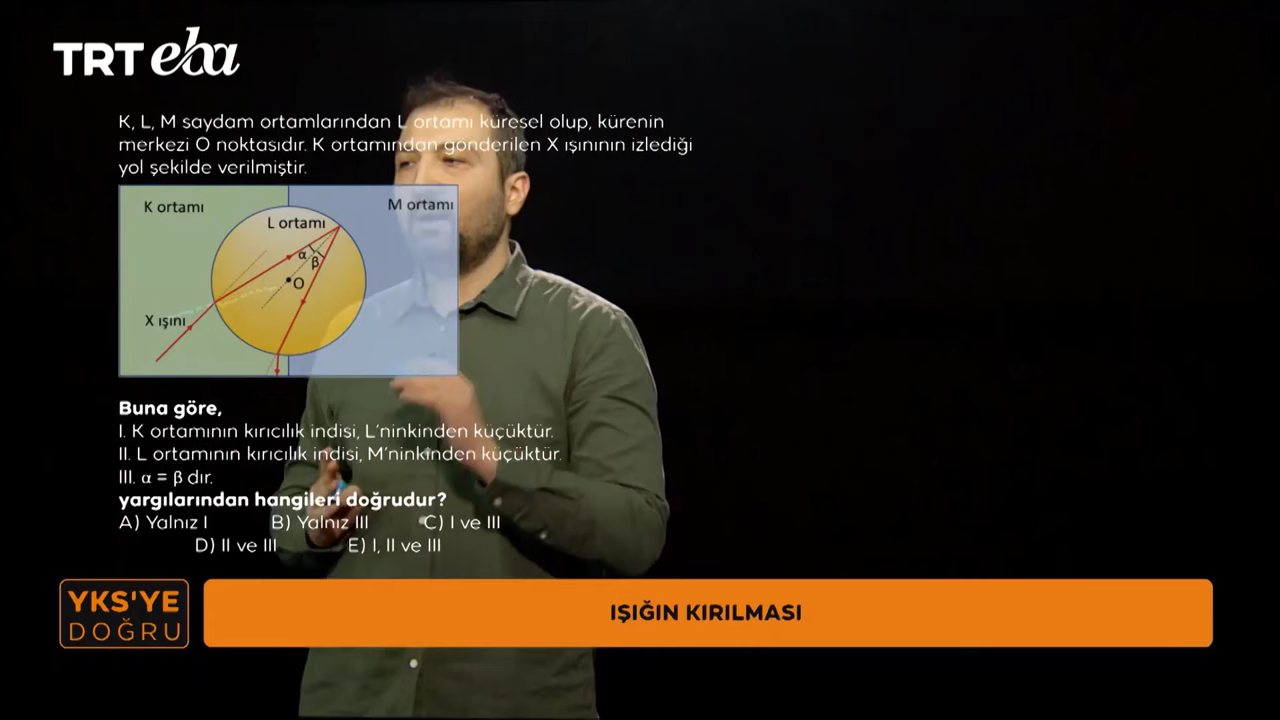 TRT eba
K, L, M saydam ortamlarından L ortamı küresel olup, kürenin
merkezi O noktasıdır. K ortamından gönderilen X ışınının izlediği
yol şekilde verilmiştir.
K ortamı
M ortamı
L ortamı
α
β
O
X ışını
Buna göre,
I. K ortamının kırıcılık indisi, L'ninkinden küçüktür.
II. L ortamının kırıcılık indisi, M'ninkinden küçüktür.
III. α = β dır.
yargılarından hangileri doğrudur?
A) Yalnız I B) Yalnız III C) I ve III
D) II ve III E) I, II ve III
YKS'YE
DOĞRU
IŞIĞIN KIRILMASI